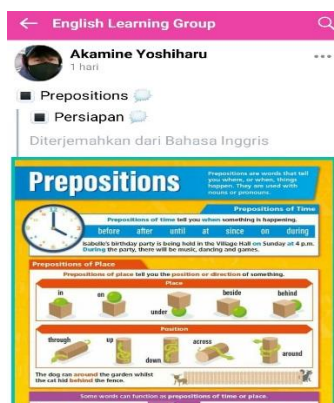 English Learning Group
Akamine Yoshiharu
1 hari
Prepositions
Persiapan
Diterjemahkan dari Bahasa Inggris
Prepositions
Prepositions are words that tell
you where, or when, things
happen. They are used with
nouns or pronouns.
Prepositions of Time
Prepositions of time tell you when something is happening.
before after until at since on during
Isabelle's birthday party is being held in the Village Hall on Sunday at 4 p.m.
During the party, there will be music, dancing and games.
Prepositions of Place
Prepositions of place tell you the position or direction of something.
Place
in on under beside behind
Position
through up down across around
The dog ran around the garden whilst
the cat hid behind the fence.
Some words can function as prepositions of time or place.